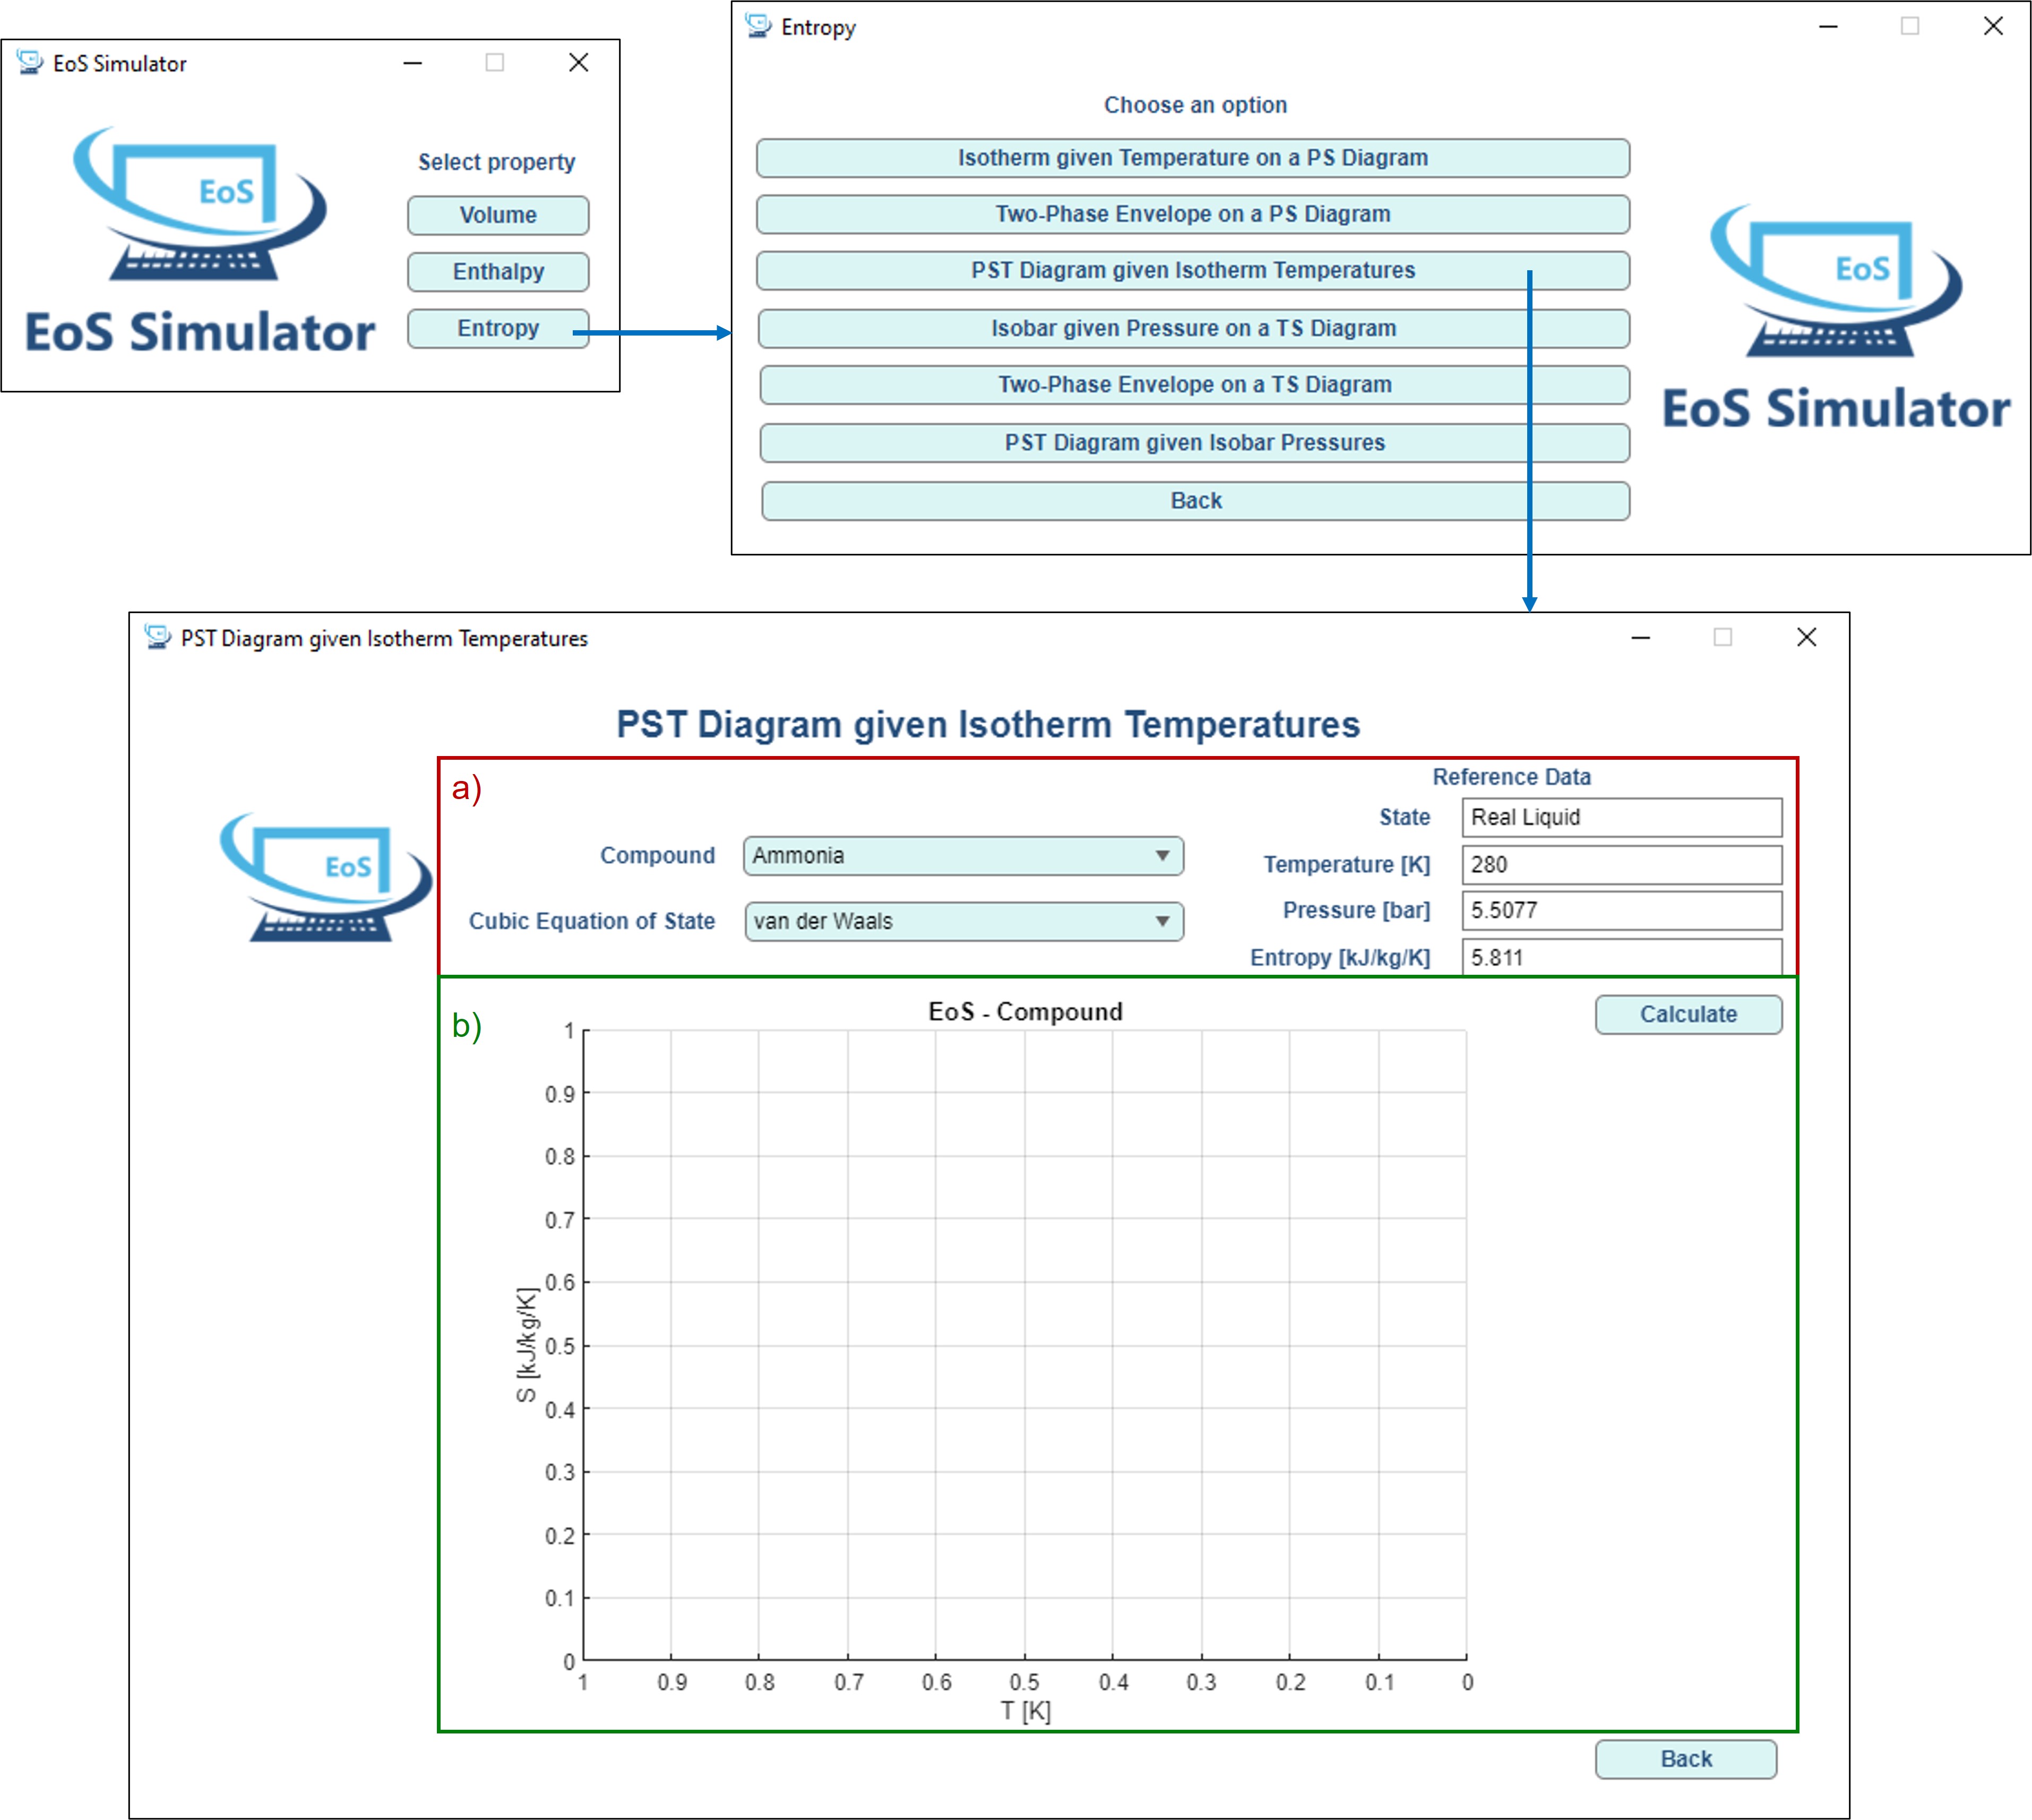 EoS Simulator
EoS
EoS Simulator
Select property
Volume
Enthalpy
Entropy
Entropy
Choose an option
Isotherm given Temperature on a PS Diagram
Two-Phase Envelope on a PS Diagram
PST Diagram given Isotherm Temperatures
Isobar given Pressure on a TS Diagram
Two-Phase Envelope on a TS Diagram
PST Diagram given Isobar Pressures
Back
EoS
EoS Simulator
PST Diagram given Isotherm Temperatures
PST Diagram given Isotherm Temperatures
EoS
a)
Compound Ammonia
Cubic Equation of State van der Waals
Reference Data
State Real Liquid
Temperature [K] 280
Pressure [bar] 5.5077
Entropy [kJ/kg/K] 5.811
b)
EoS - Compound
Calculate
1
0.9
0.8
0.7
0.6
0.5
0.4
0.3
0.2
0.1
0
S [kJ/kg/K]
1 0.9 0.8 0.7 0.6 0.5 0.4 0.3 0.2 0.1 0
T [K]
Back